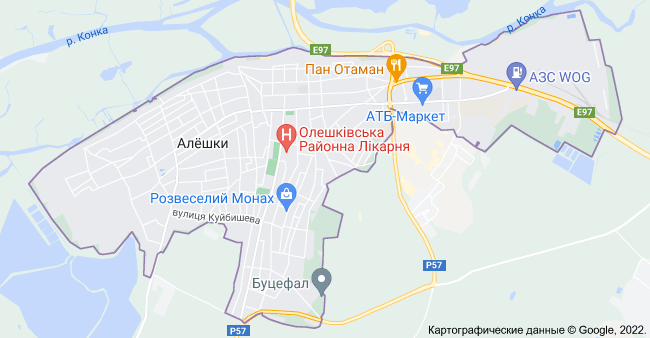 р. Конка
р. Конка
E97
E97
Пан Отаман
АЗС WOG
АТБ-Маркет
E97
Олешківська
Районна Лікарня
Алёшки
Розвеселий Монах
вулиця Куйбишева
P57
Буцефал
P57
Картографические данные © Google, 2022.